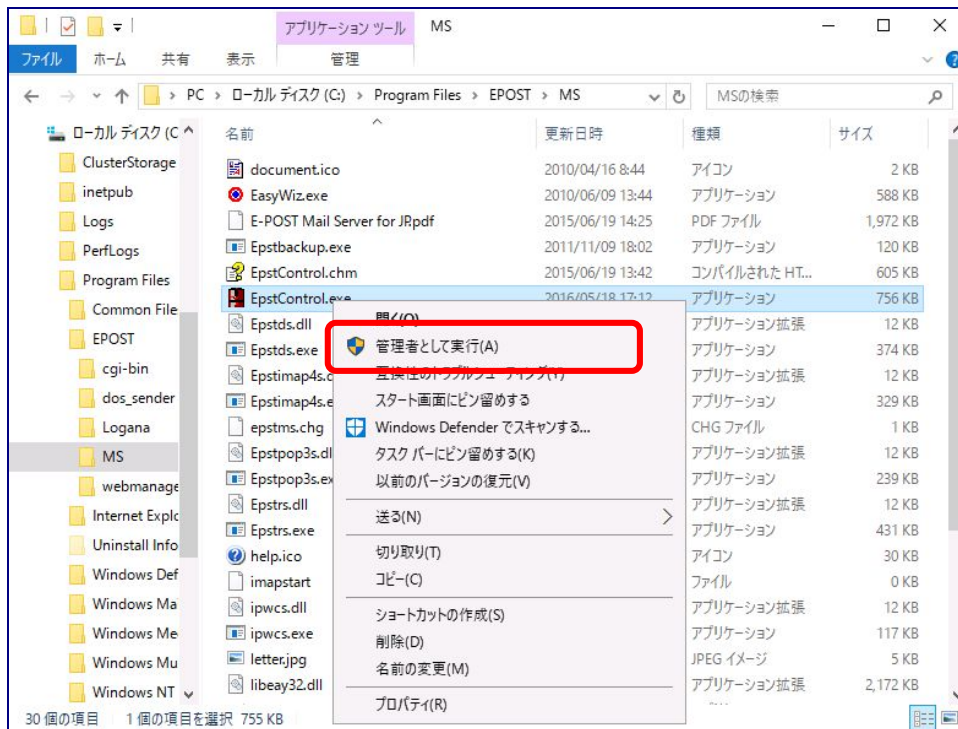 アプリケーション ツール MS
ファイル ホーム 共有 表示 管理
PC › ローカル ディスク (C:) › Program Files › EPOST › MS MSの検索
ローカル ディスク (C
ClusterStorage
inetpub
Logs
PerfLogs
Program Files
Common File
EPOST
cgi-bin
dos_sender
Logana
MS
webmanage
Internet Explo
Uninstall Info
Windows Def
Windows Ma
Windows Me
Windows Mu
Windows NT
名前 更新日時 種類 サイズ
document.ico 2010/04/16 8:44 アイコン 2 KB
EasyWiz.exe 2010/06/09 13:44 アプリケーション 588 KB
E-POST Mail Server for JP.pdf 2015/06/19 14:25 PDF ファイル 1,972 KB
Epstbackup.exe 2011/11/09 18:02 アプリケーション 120 KB
EpstControl.chm 2015/06/19 13:42 コンパイルされた HT... 605 KB
EpstControl.exe 2016/05/18 17:12 アプリケーション 756 KB
Epstds.dll アプリケーション拡張 12 KB
Epstds.exe アプリケーション 374 KB
Epstimap4s.d アプリケーション拡張 12 KB
Epstimap4s.e アプリケーション 329 KB
epstms.chg CHG ファイル 1 KB
Epstpop3s.dl アプリケーション拡張 12 KB
Epstpop3s.ex アプリケーション 239 KB
Epstrs.dll アプリケーション拡張 12 KB
Epstrs.exe アプリケーション 431 KB
help.ico アイコン 30 KB
imapstart ファイル 0 KB
ipwcs.dll アプリケーション拡張 12 KB
ipwcs.exe アプリケーション 117 KB
letter.jpg JPEG イメージ 5 KB
libeay32.dll アプリケーション拡張 2,172 KB
開く(O)
管理者として実行(A)
互換性のトラブルシューティング(Y)
スタート画面にピン留めする
Windows Defender でスキャンする...
タスク バーにピン留めする(K)
以前のバージョンの復元(V)
送る(N)
切り取り(T)
コピー(C)
ショートカットの作成(S)
削除(D)
名前の変更(M)
プロパティ(R)
30 個の項目 1 個の項目を選択 755 KB